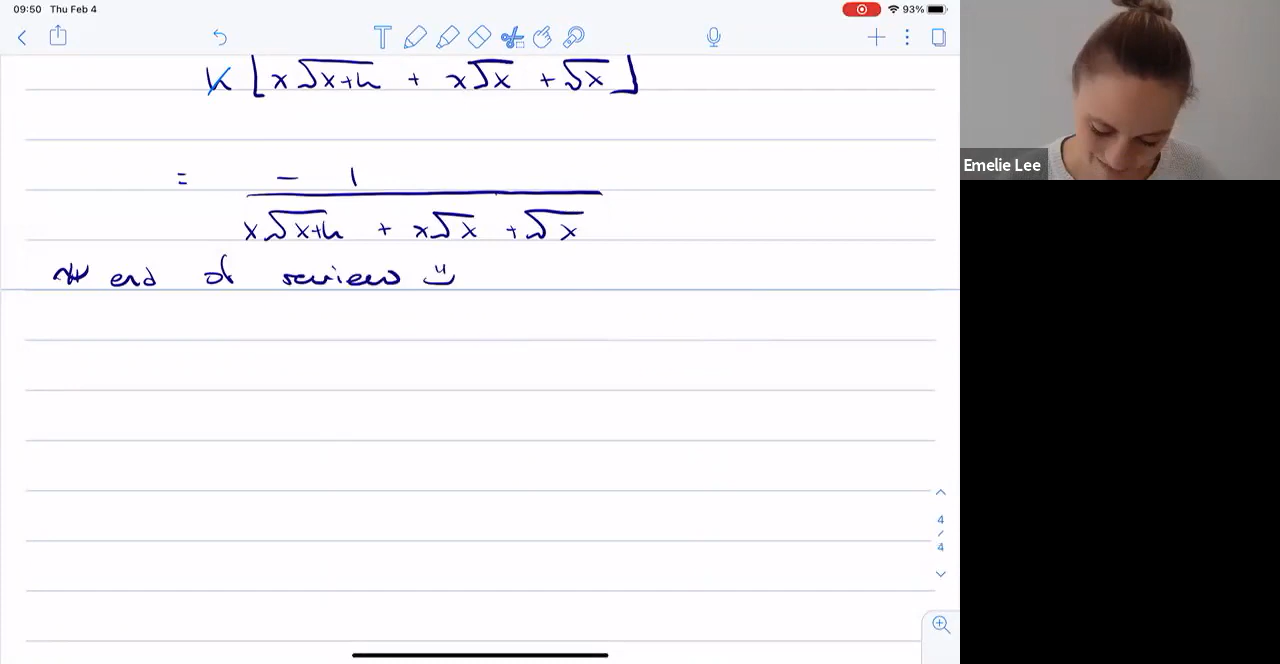 09:50 Thu Feb 4
93%
K [x√x+h + x√x + √x]
= - 1
x√x+h + x√x + √x
end of review
Emelie Lee
4
/
4